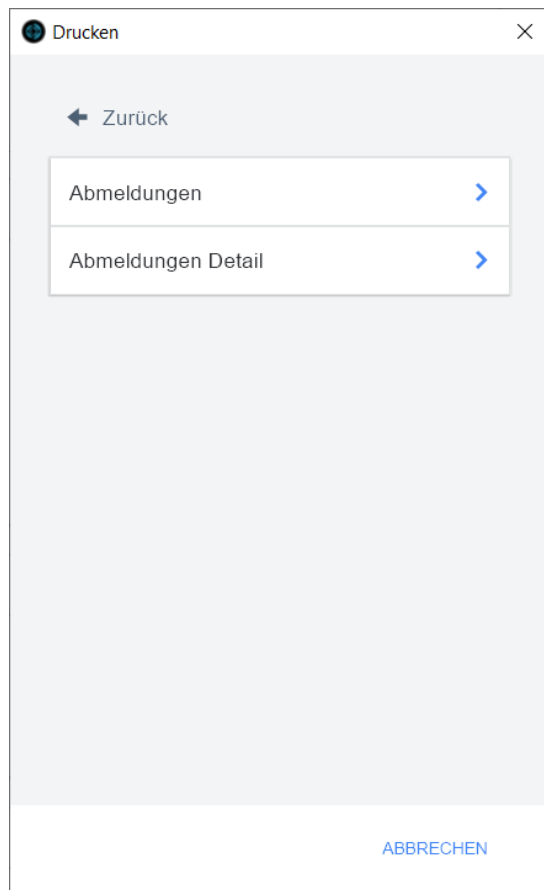 Drucken
Zurück
Abmeldungen
Abmeldungen Detail
ABBRECHEN